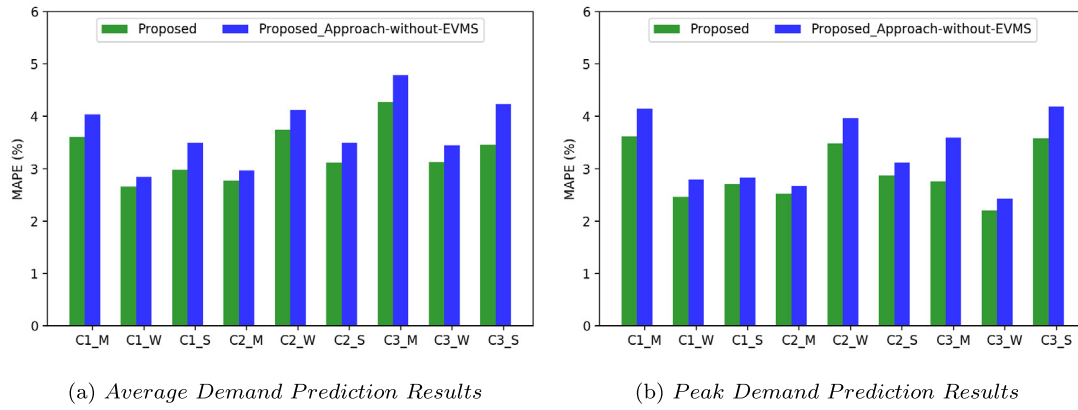 6
5
4
3
2
1
0
MAPE (%)
Proposed
Proposed_Approach-without-EVMS
C1_M C1_W C1_S C2_M C2_W C2_S C3_M C3_W C3_S
(a) Average Demand Prediction Results
6
5
4
3
2
1
0
MAPE (%)
Proposed
Proposed_Approach-without-EVMS
C1_M C1_W C1_S C2_M C2_W C2_S C3_M C3_W C3_S
(b) Peak Demand Prediction Results